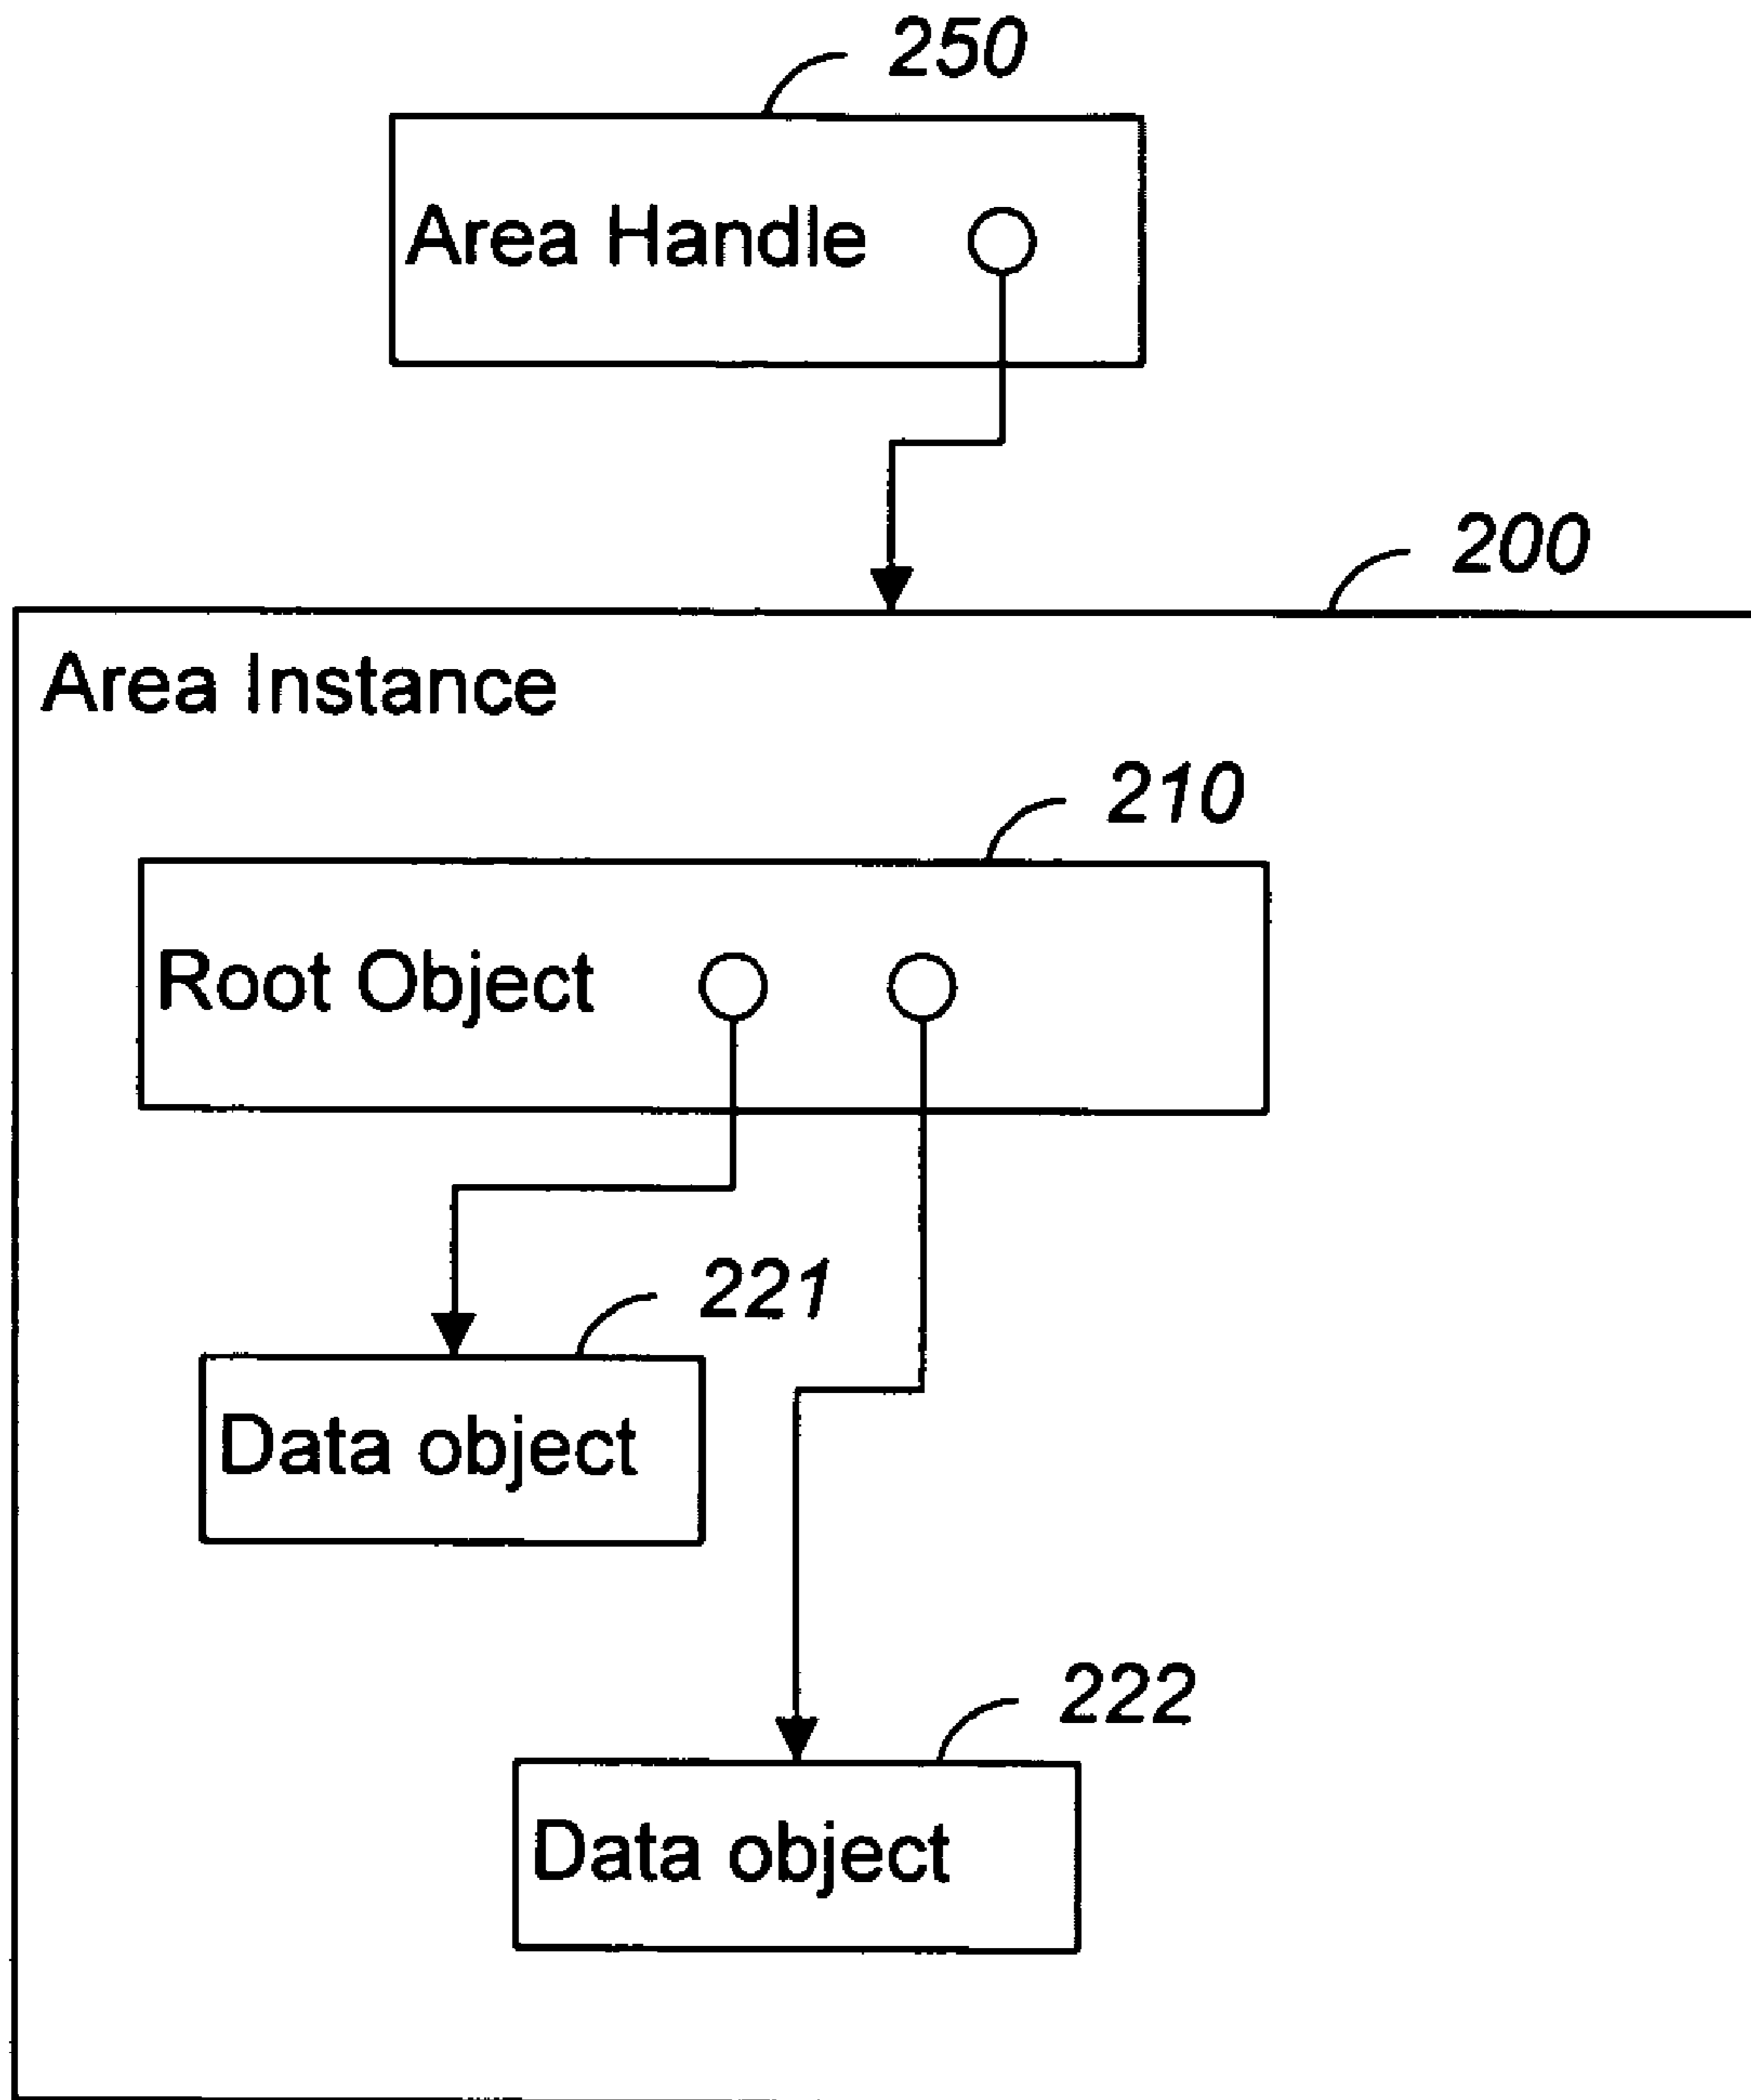 250
Area Handle
200
Area Instance
210
Root Object
221
Data object
222
Data object